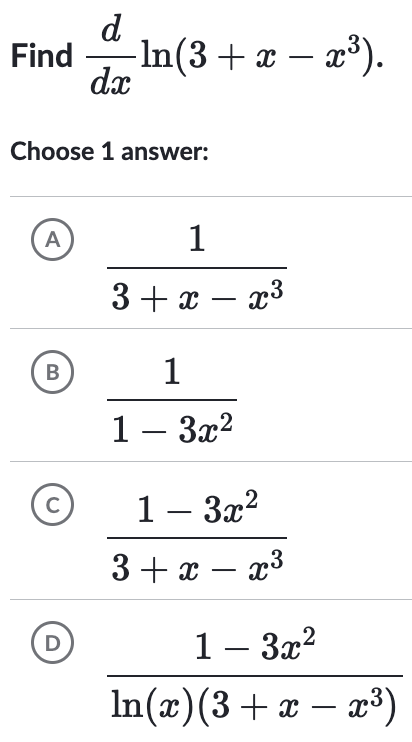 Find d/dx ln(3 + x − x³).
Choose 1 answer:
A 1/(3 + x − x³)
B 1/(1 − 3x²)
C (1 − 3x²)/(3 + x − x³)
D (1 − 3x²)/(ln(x)(3 + x − x³))